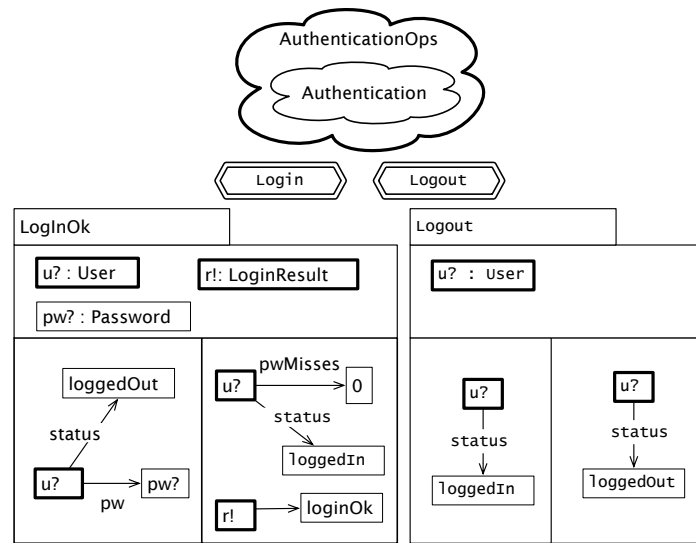 AuthenticationOps
Authentication
Login
Logout
LogInOk
u? : User
r!: LoginResult
pw? : Password
loggedOut
status
u?
pw
pw?
u?
pwMisses
0
status
loggedIn
r!
loginOk
Logout
u? : User
u?
status
loggedIn
u?
status
loggedOut